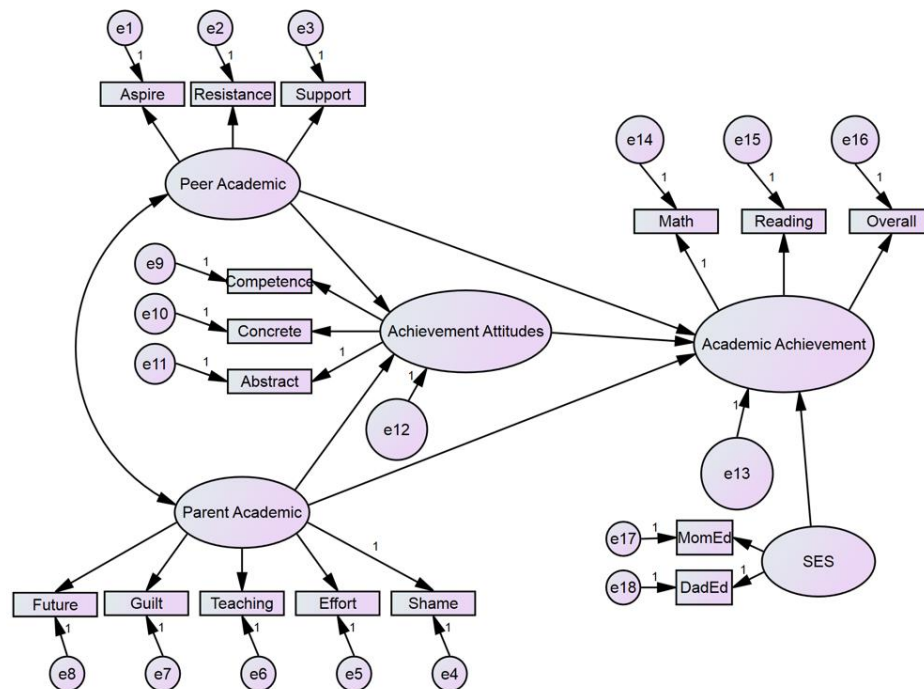 e1
e2
e3
1
1
1
Aspire
Resistance
Support
Peer Academic
e14
e15
e16
1
1
1
Math
Reading
Overall
1
e9
1
Competence
e10
1
Concrete
e11
1
Abstract
1
Achievement Attitudes
1
e12
Academic Achievement
1
e13
Parent Academic
1
Future
Guilt
Teaching
Effort
Shame
1
1
1
1
1
e8
e7
e6
e5
e4
e17
1
MomEd
e18
1
DadEd
1
SES